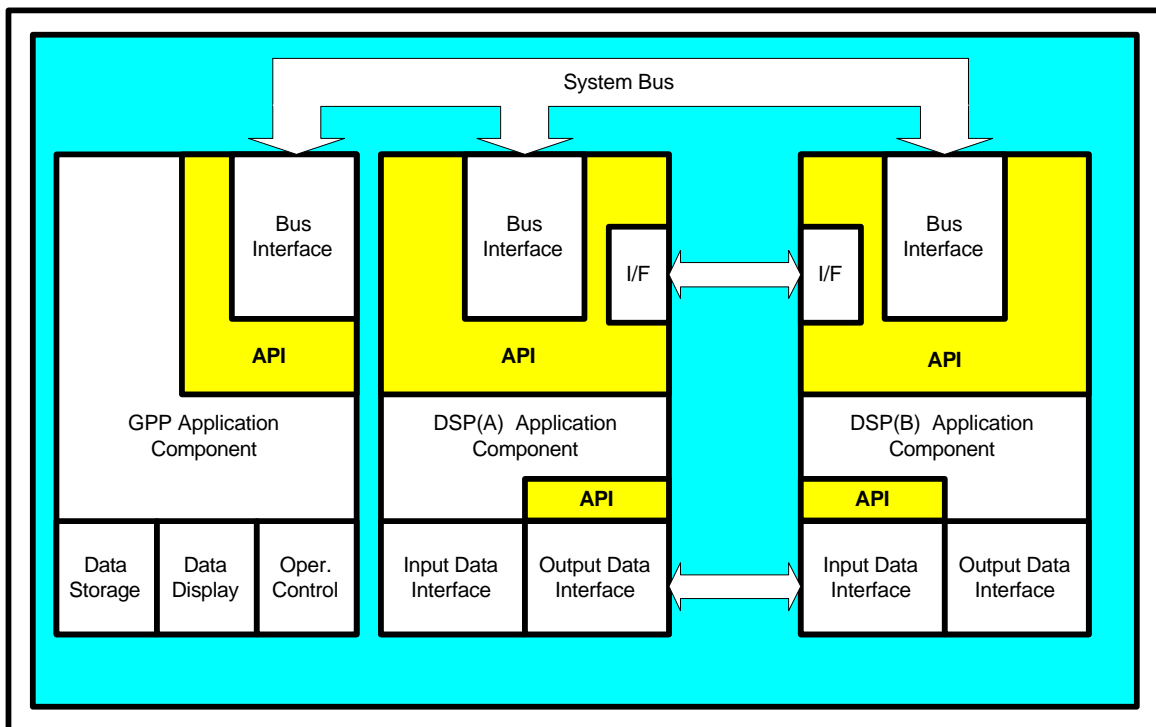 System Bus
Bus
Interface
Bus
Interface
Bus
Interface
I/F
I/F
API
API
API
GPP Application
Component
DSP(A) Application
Component
DSP(B) Application
Component
API
API
Data
Storage
Data
Display
Oper.
Control
Input Data
Interface
Output Data
Interface
Input Data
Interface
Output Data
Interface